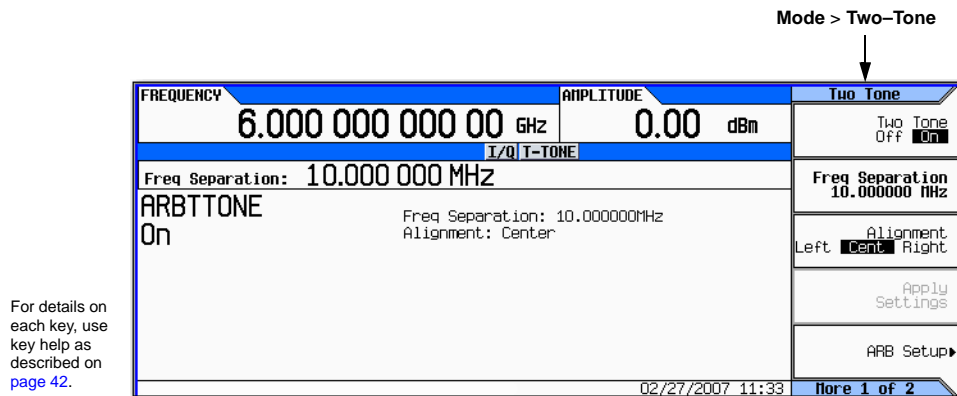 Mode > Two–Tone
FREQUENCY
6.000 000 000 00 GHz
AMPLITUDE
0.00 dBm
I/Q T-TONE
Freq Separation: 10.000 000 MHz
ARBTTONE
On
Freq Separation: 10.000000MHz
Alignment: Center
02/27/2007 11:33
Two Tone
Two Tone
Off On
Freq Separation
10.000000 MHz
Alignment
Left Cent Right
Apply
Settings
ARB Setup
More 1 of 2
For details on
each key, use
key help as
described on
page 42.